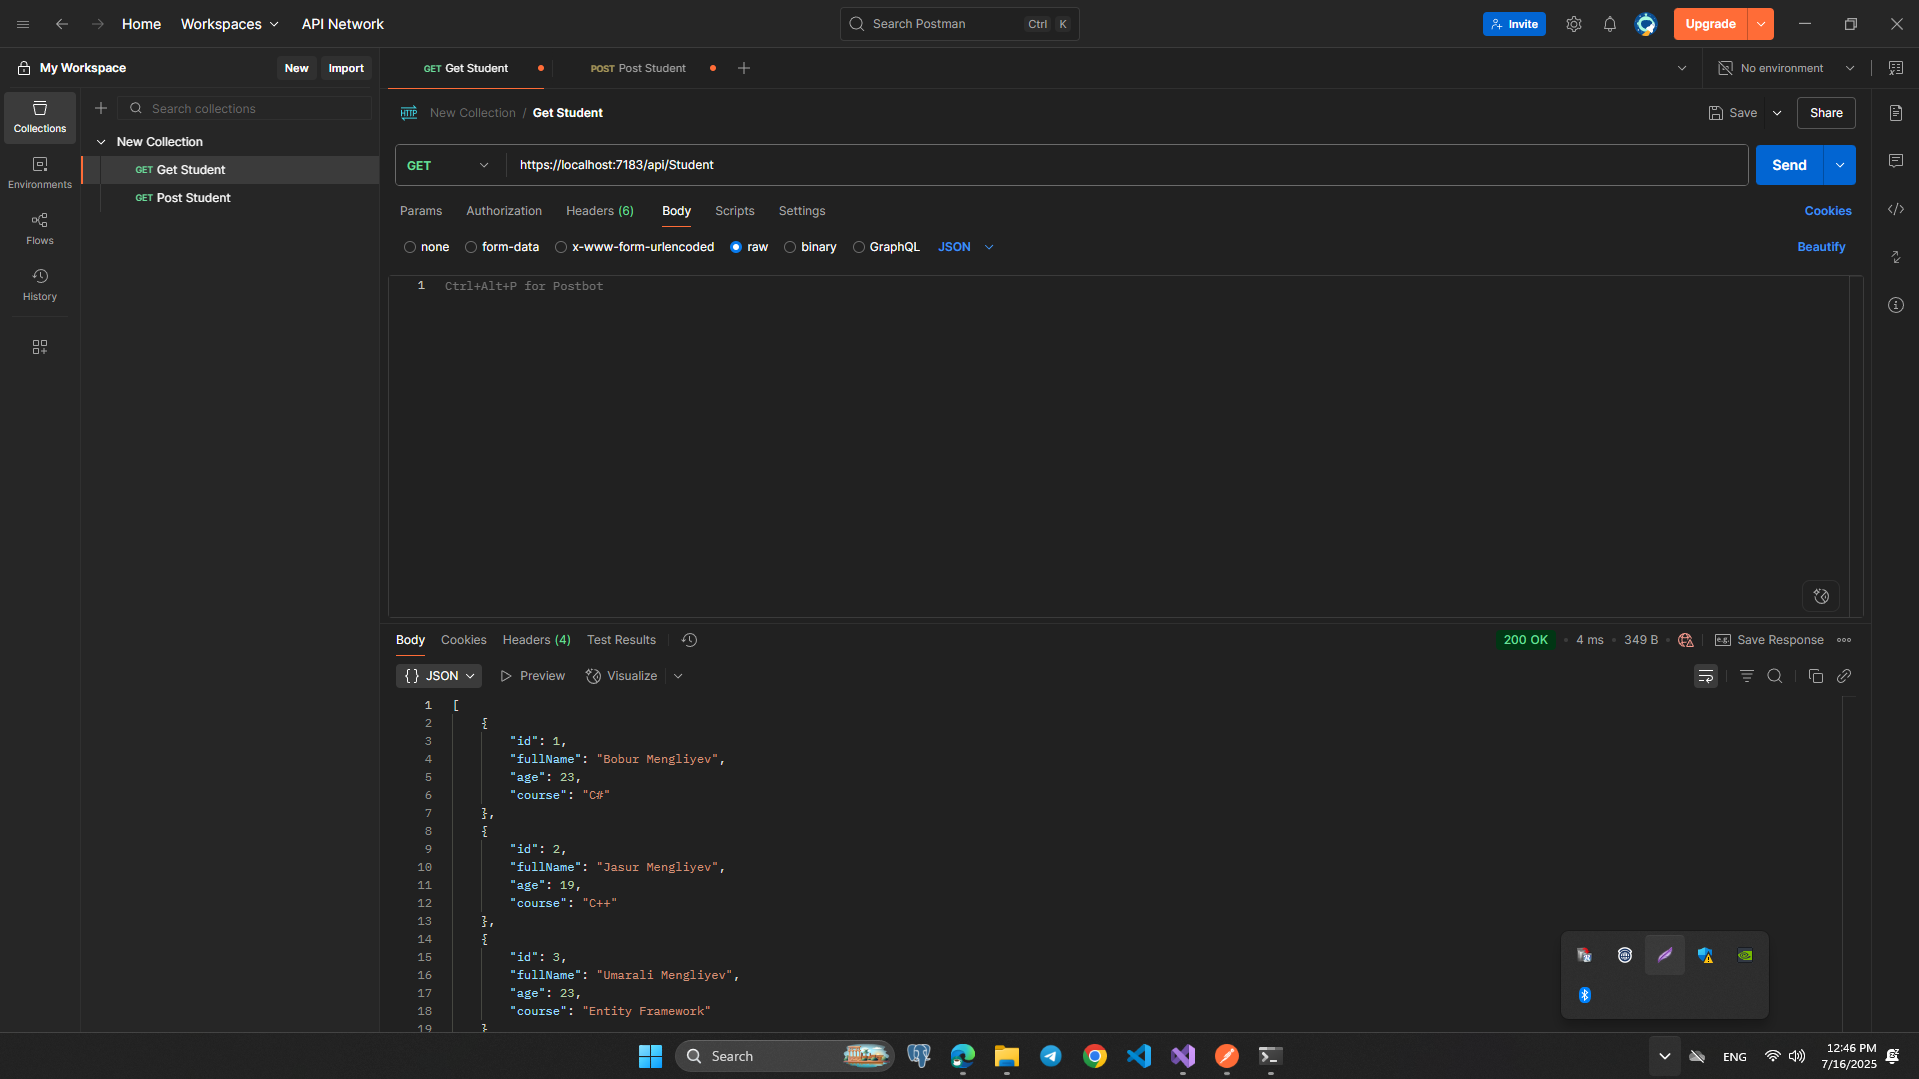 Home Workspaces API Network Search Postman Ctrl K Invite Upgrade
My Workspace New Import GET Get Student POST Post Student No environment
Search collections
New Collection
GET Get Student
GET Post Student
Collections
Environments
Flows
History
HTTP New Collection / Get Student Save Share
GET https://localhost:7183/api/Student Send
Params Authorization Headers (6) Body Scripts Settings Cookies
none form-data x-www-form-urlencoded raw binary GraphQL JSON Beautify
1 Ctrl+Alt+P for Postbot
Body Cookies Headers (4) Test Results 200 OK 4 ms 349 B e.g. Save Response
{} JSON Preview Visualize
1 [
2 {
3 "id": 1,
4 "fullName": "Bobur Mengliyev",
5 "age": 23,
6 "course": "C#"
7 },
8 {
9 "id": 2,
10 "fullName": "Jasur Mengliyev",
11 "age": 19,
12 "course": "C++"
13 },
14 {
15 "id": 3,
16 "fullName": "Umarali Mengliyev",
17 "age": 23,
18 "course": "Entity Framework"
19 }
Search ENG 12:46 PM
7/16/2025